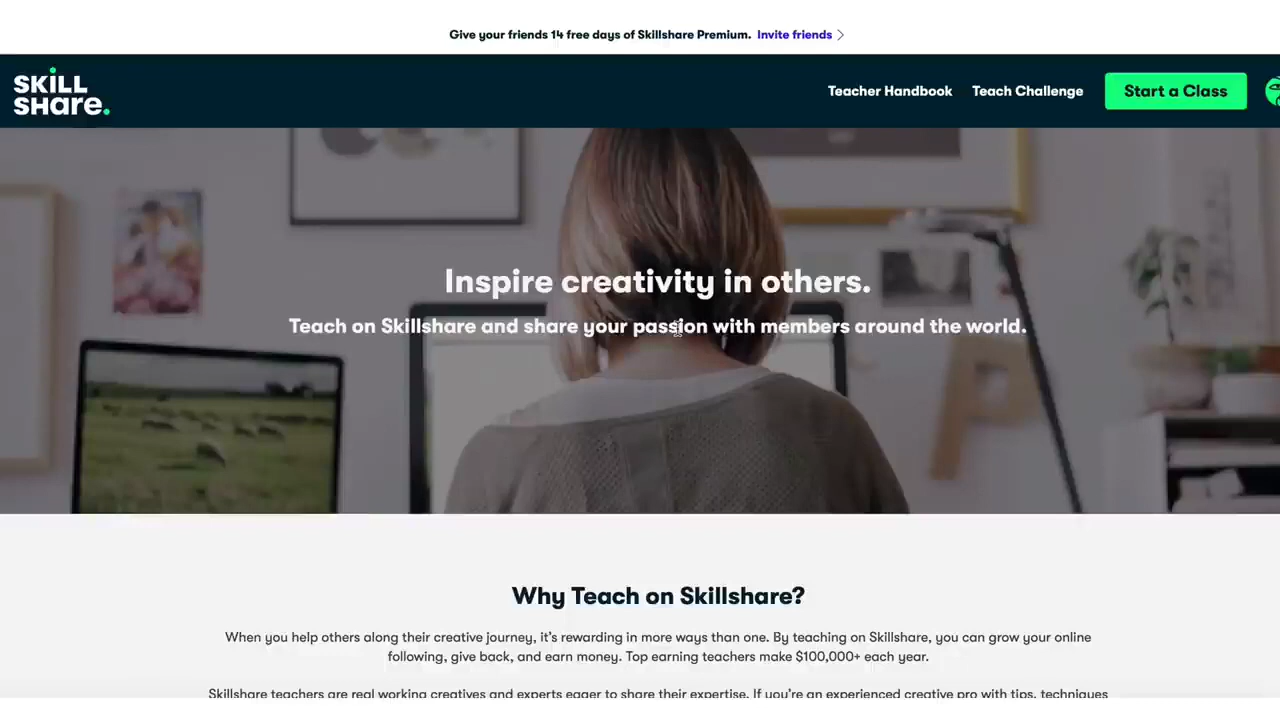 Give your friends 14 free days of Skillshare Premium. Invite friends
SKILL
SHare.
Teacher Handbook Teach Challenge Start a Class
Inspire creativity in others.
Teach on Skillshare and share your passion with members around the world.
Why Teach on Skillshare?
When you help others along their creative journey, it's rewarding in more ways than one. By teaching on Skillshare, you can grow your online
following, give back, and earn money. Top earning teachers make $100,000+ each year.
Skillshare teachers are real working creatives and experts eager to share their expertise. If you're an experienced creative pro with tips, techniques